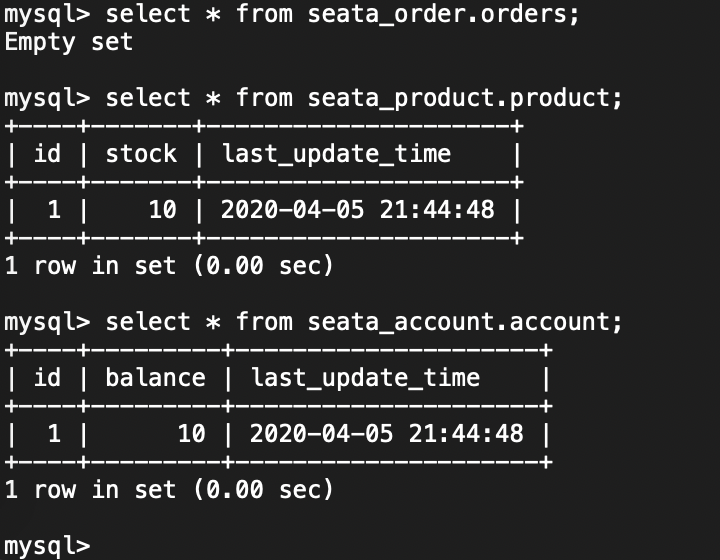 mysql> select * from seata_order.orders;
Empty set
mysql> select * from seata_product.product;
+----+-------+---------------------+
| id | stock | last_update_time    |
+----+-------+---------------------+
|  1 |    10 | 2020-04-05 21:44:48 |
+----+-------+---------------------+
1 row in set (0.00 sec)
mysql> select * from seata_account.account;
+----+---------+---------------------+
| id | balance | last_update_time    |
+----+---------+---------------------+
|  1 |      10 | 2020-04-05 21:44:48 |
+----+---------+---------------------+
1 row in set (0.00 sec)
mysql>